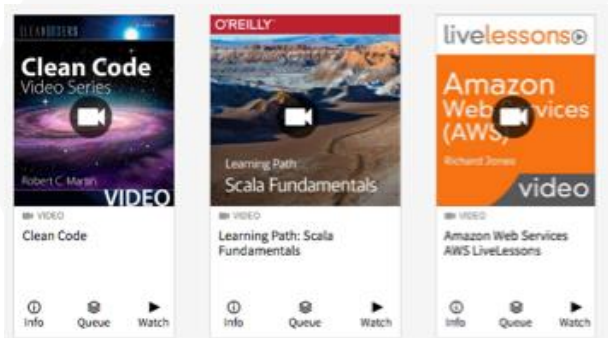 CLEANCODERS
Clean Code
Video Series
Robert C. Martin
VIDEO
VIDEO
Clean Code
Info Queue Watch
O'REILLY
Learning Path:
Scala Fundamentals
VIDEO
Learning Path: Scala
Fundamentals
Info Queue Watch
livelessons
Amazon
Web Services
(AWS)
Richard Jones
video
VIDEO
Amazon Web Services
AWS LiveLessons
Info Queue Watch